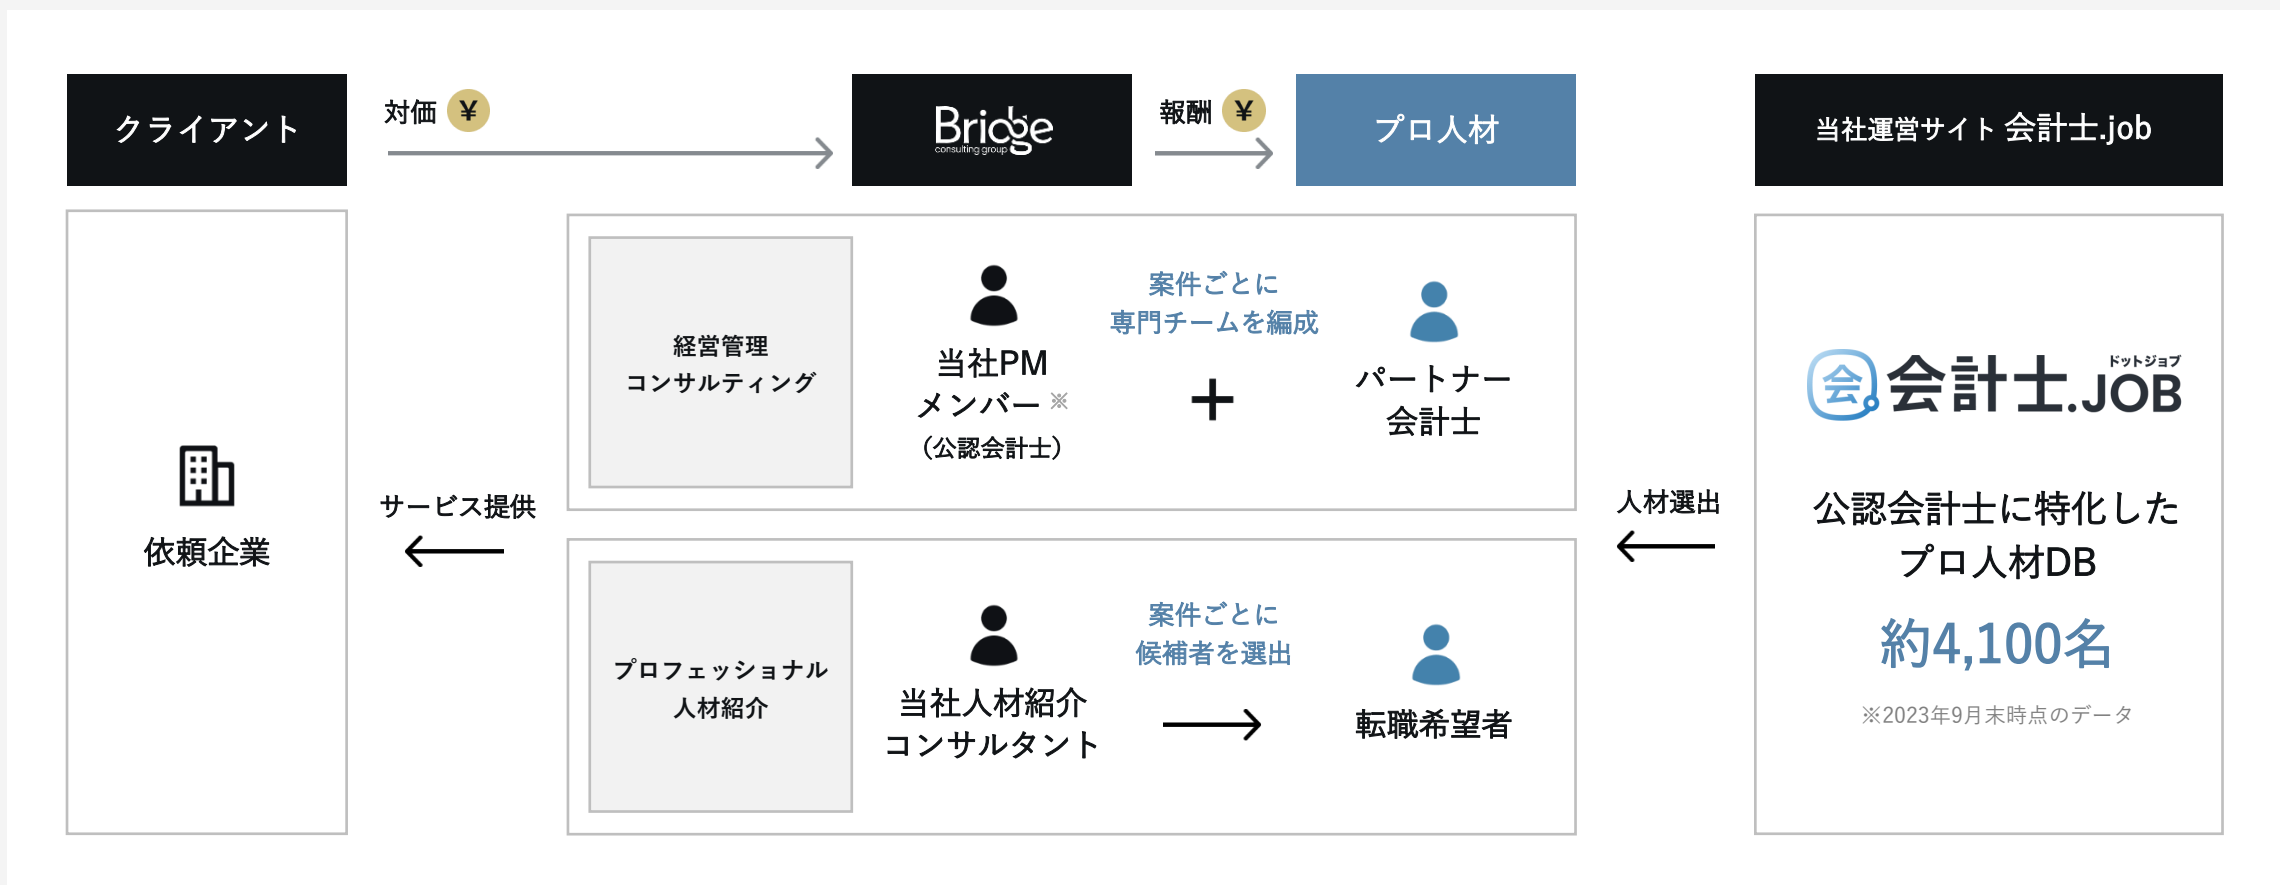 クライアント
対価 ¥
Bridge
consulting group
報酬 ¥
プロ人材
当社運営サイト 会計士.job
依頼企業
サービス提供
経営管理
コンサルティング
当社PM
メンバー※
（公認会計士）
案件ごとに
専門チームを編成
+
パートナー
会計士
プロフェッショナル
人材紹介
当社人材紹介
コンサルタント
案件ごとに
候補者を選出
転職希望者
人材選出
会
会計士.JOB
ドットジョブ
公認会計士に特化した
プロ人材DB
約4,100名
※2023年9月末時点のデータ